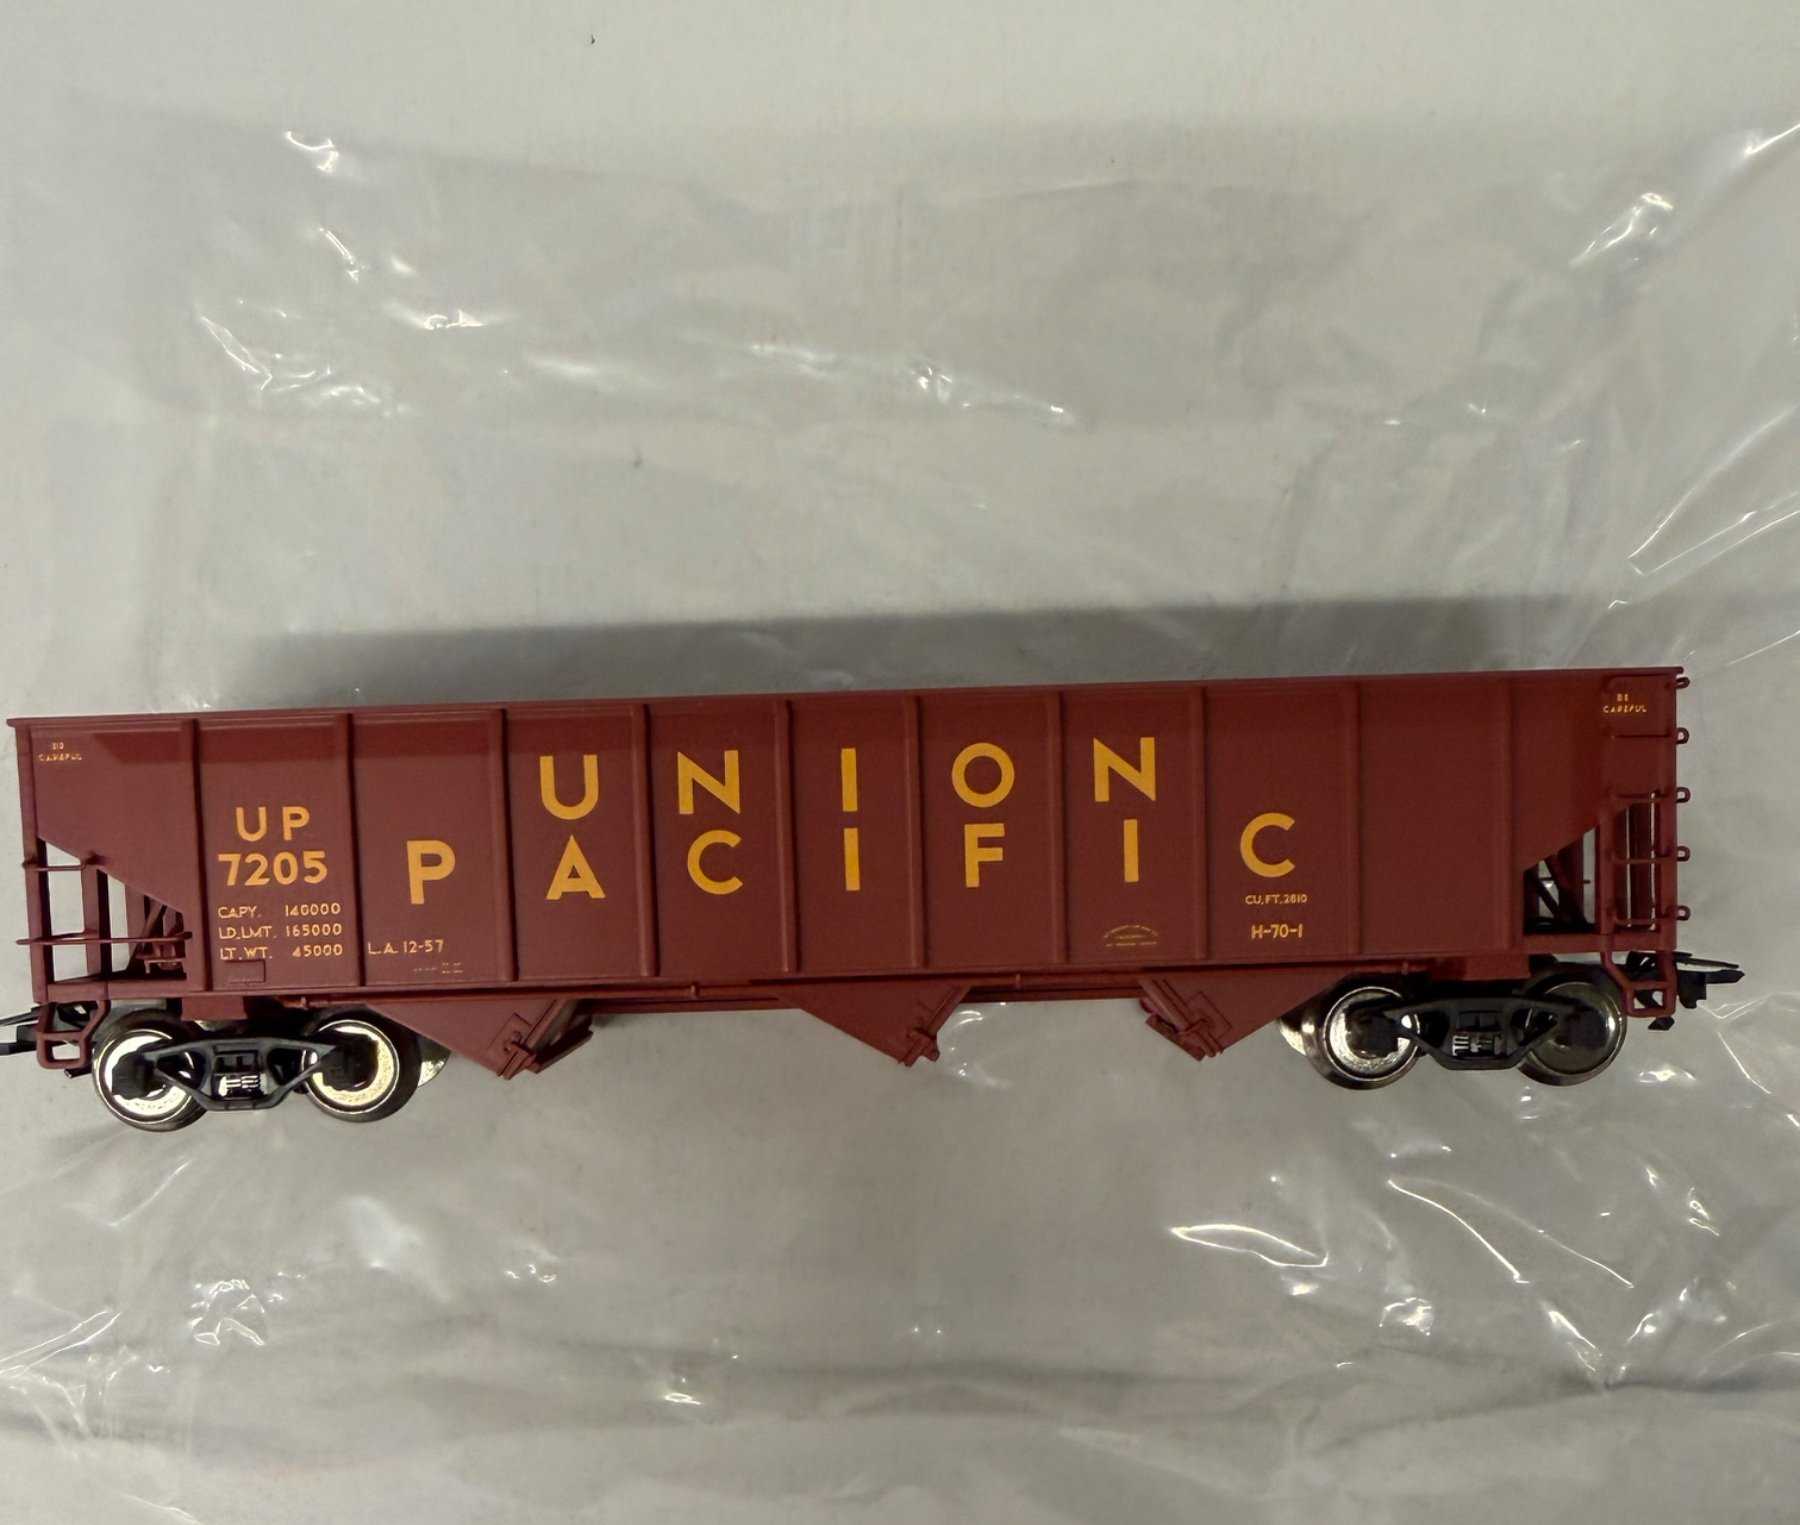 BE
CAREFUL
UNION
PACIFIC
UP
7205
CAPY. 140000
LD.LMT. 165000
LT.WT. 45000
L.A. 12-57
CU.FT. 2810
H-70-1
BE
CAREFUL